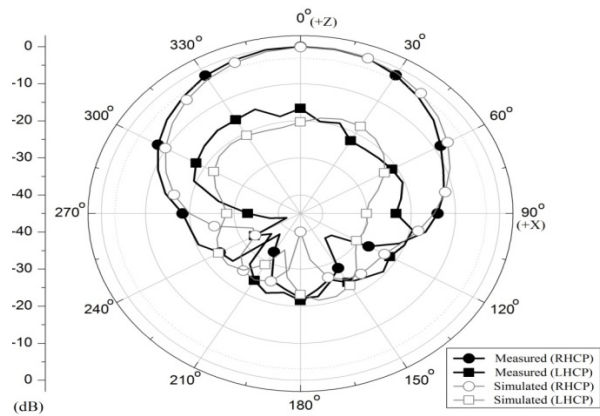 0° (+Z)
30°
60°
90°
(+X)
120°
150°
180°
210°
240°
270°
300°
330°
0
-10
-20
-30
-40
-30
-20
-10
0
(dB)
Measured (RHCP)
Measured (LHCP)
Simulated (RHCP)
Simulated (LHCP)